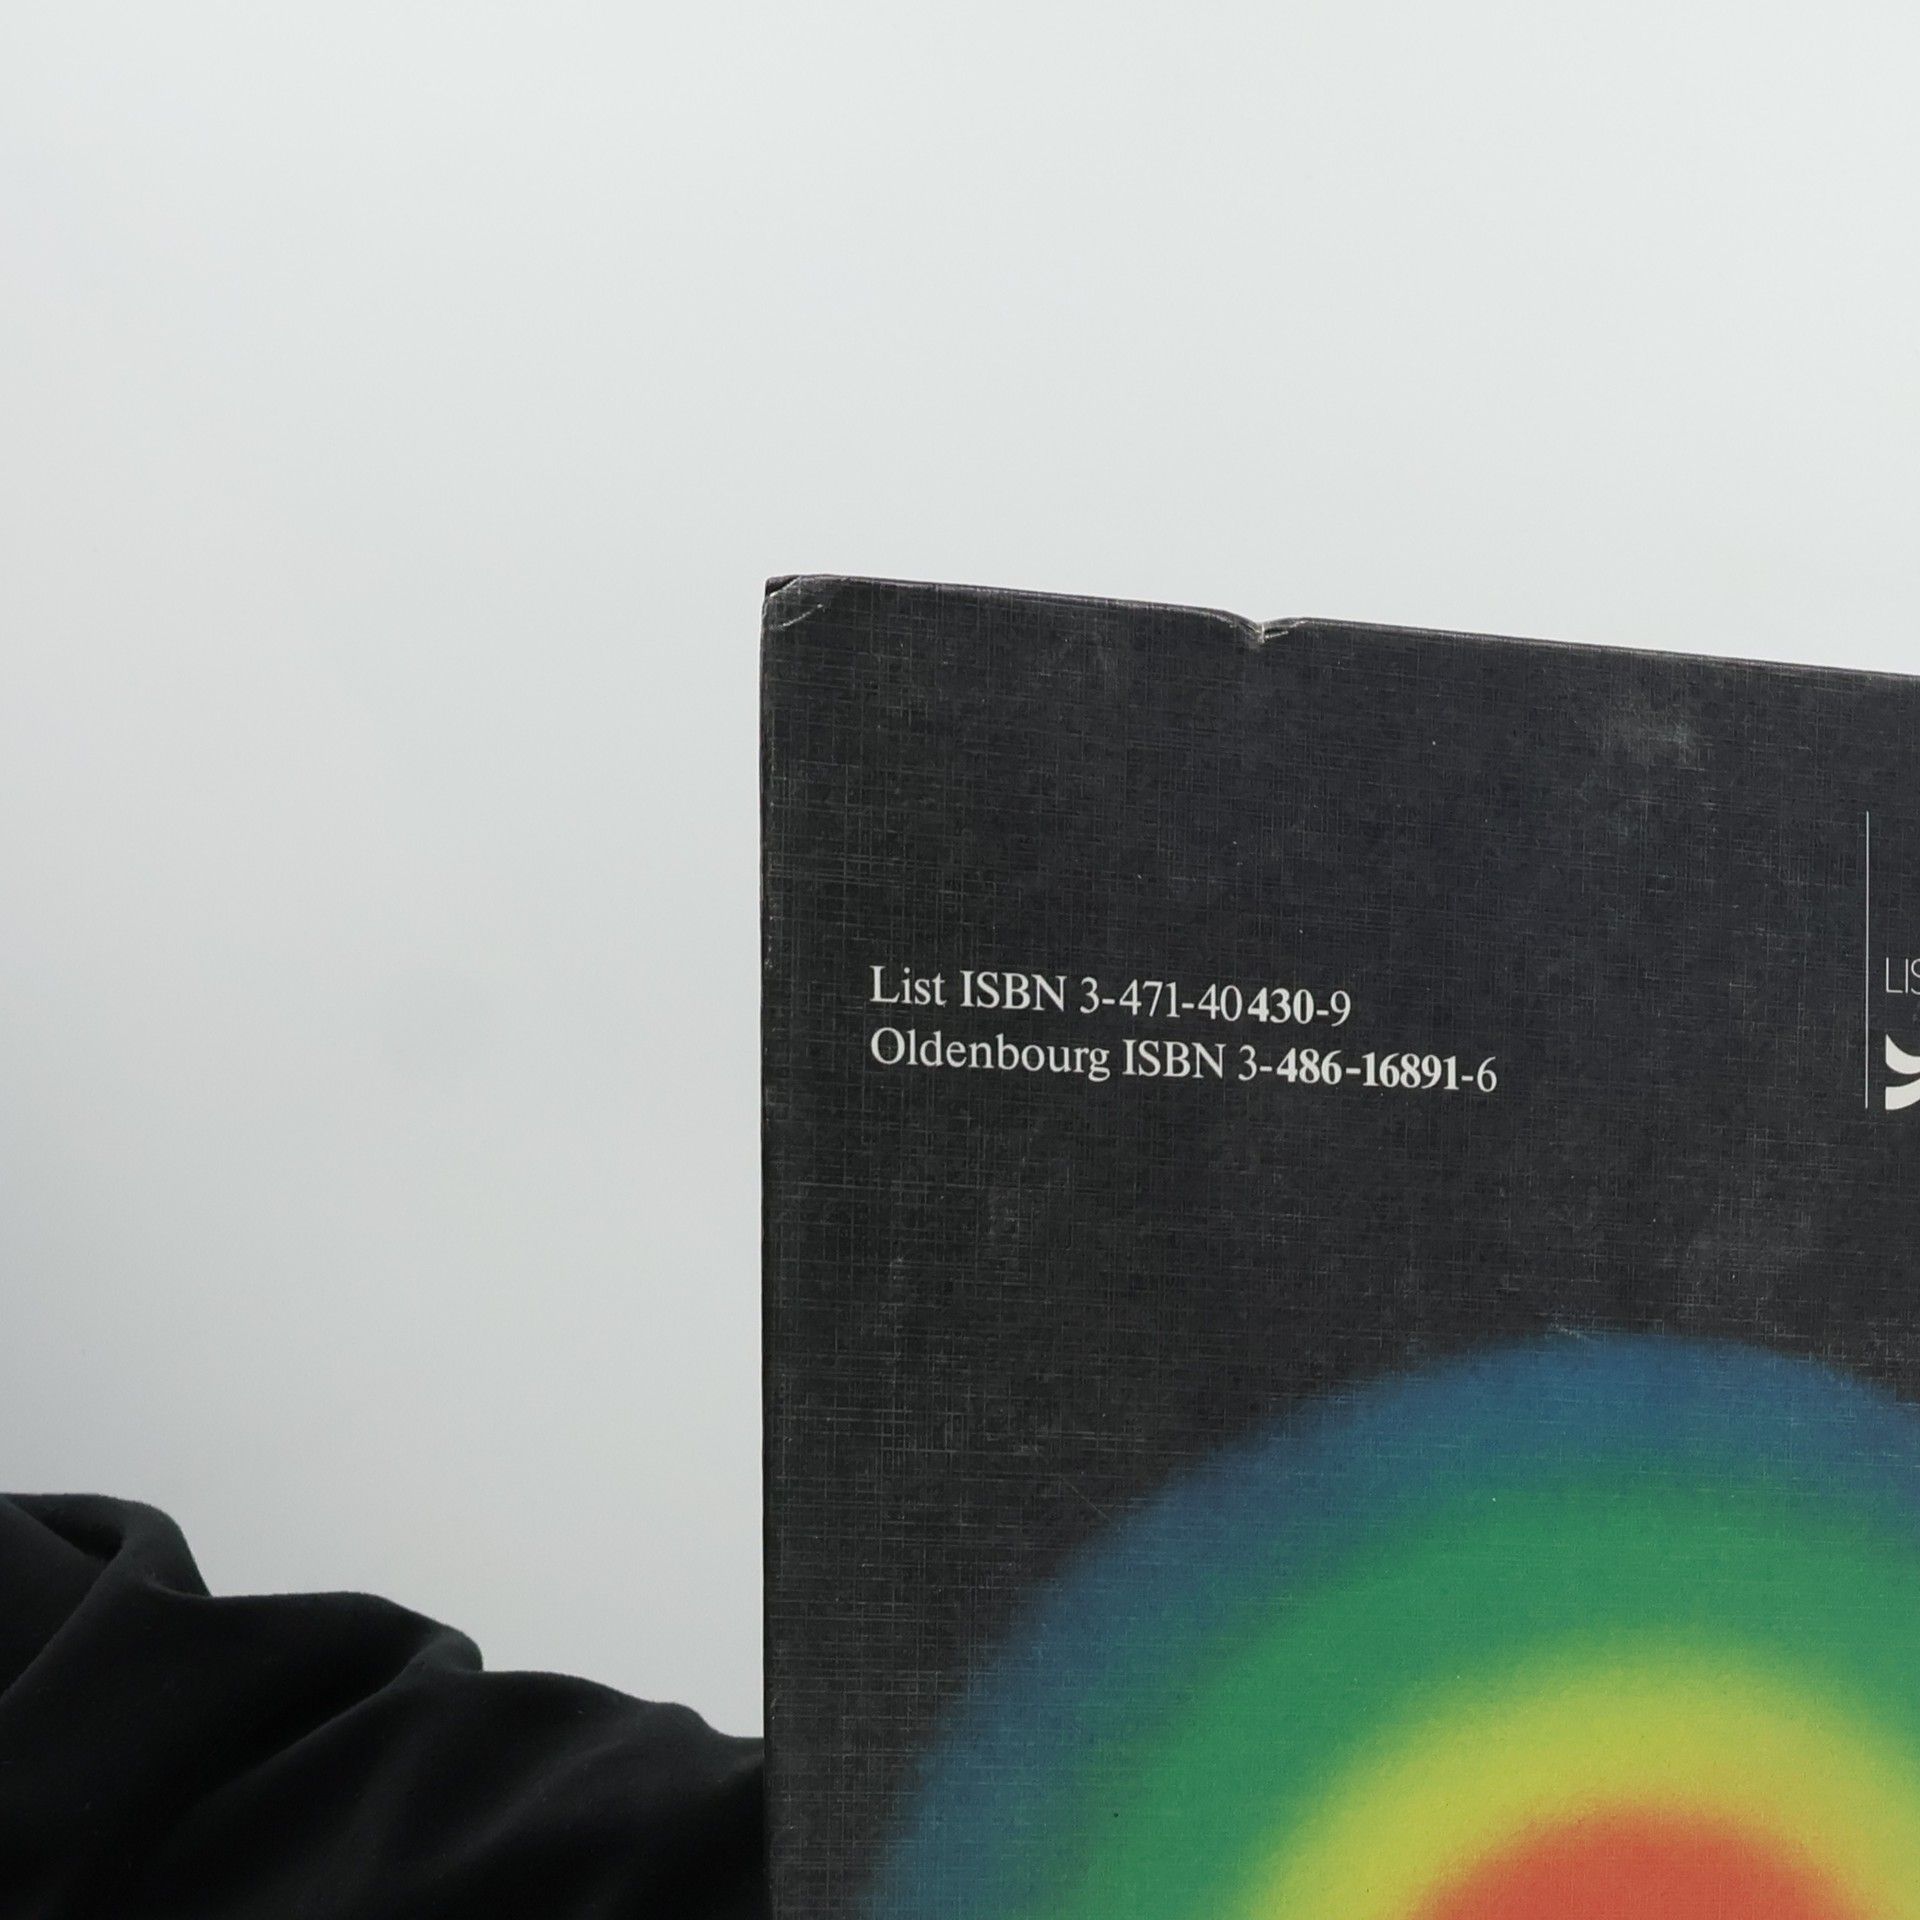 List ISBN 3-471-40430-9
Oldenbourg ISBN 3-486-16891-6